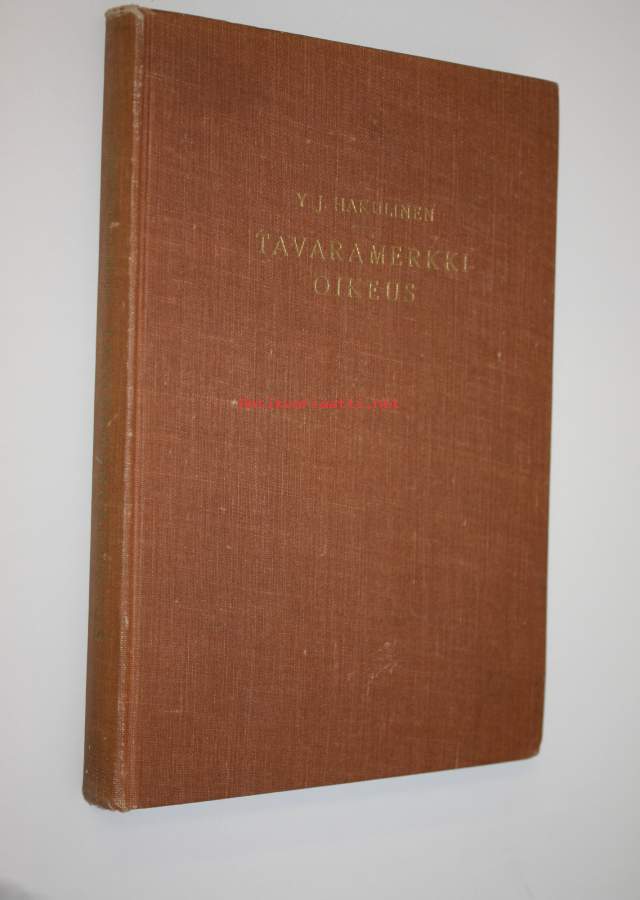 Y. J. HAKULINEN
TAVARAMERKKI-
OIKEUS